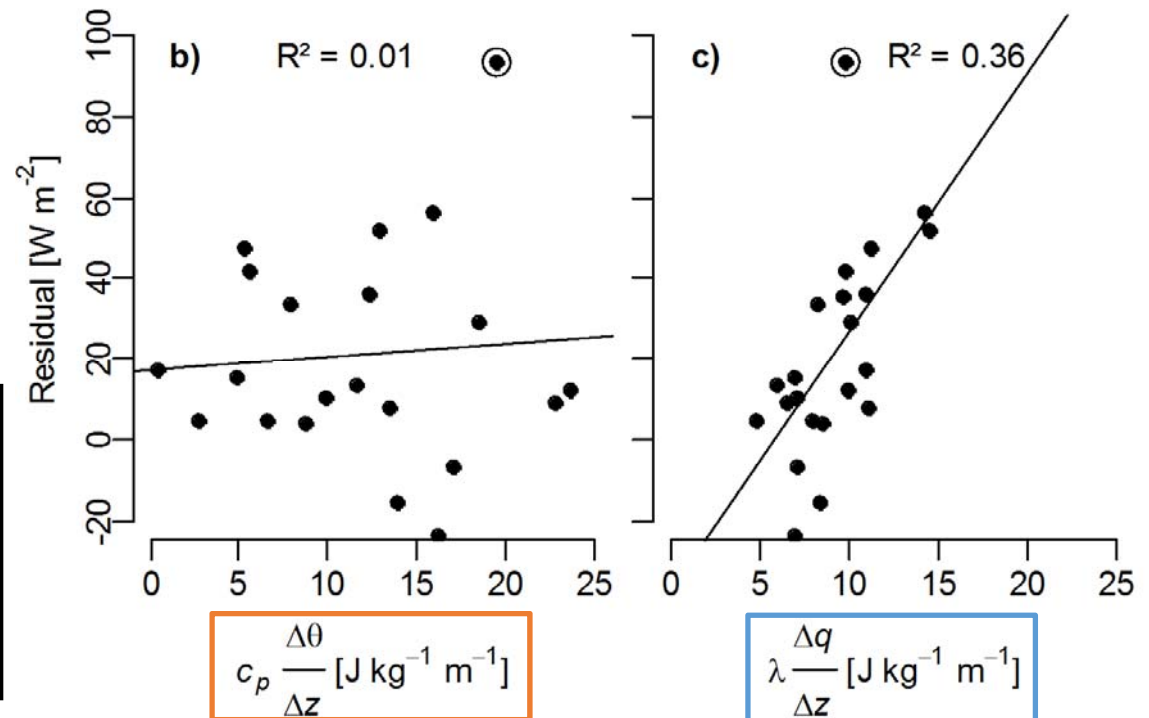 b) R² = 0.01
c) R² = 0.36
Residual [W m⁻²]
100
80
60
40
20
0
-20
0 5 10 15 20 25
0 5 10 15 20 25
c_p Δθ/Δz [J kg⁻¹ m⁻¹]
λ Δq/Δz [J kg⁻¹ m⁻¹]